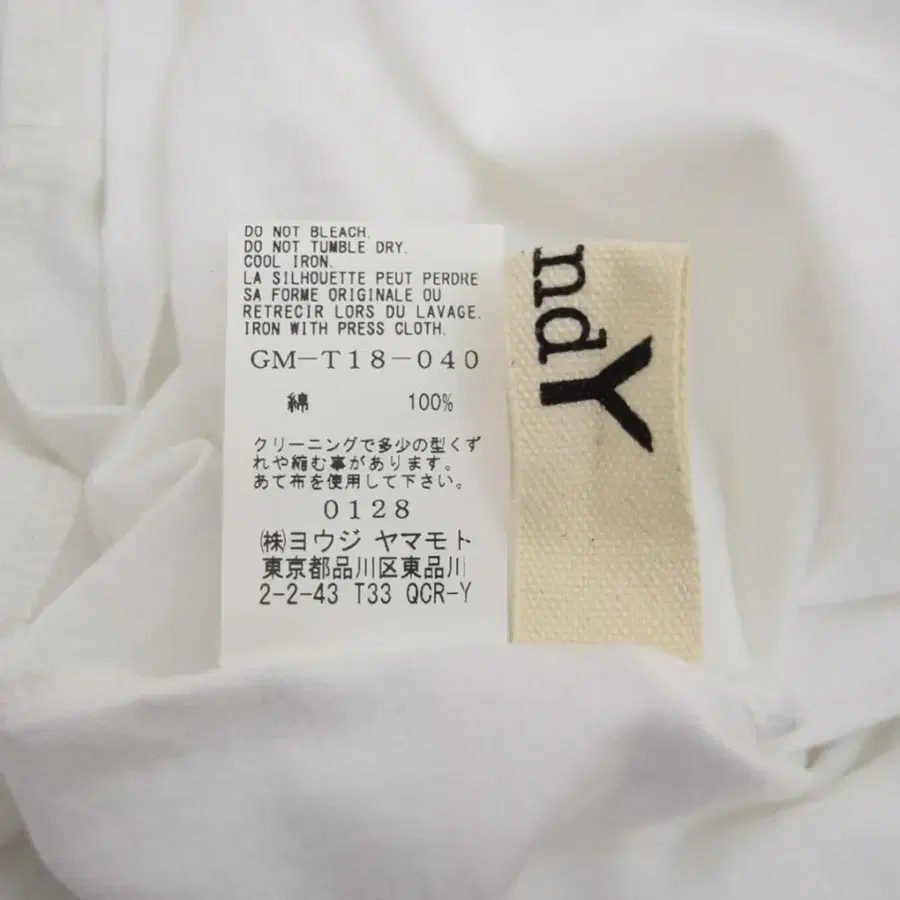 DO NOT BLEACH.
DO NOT TUMBLE DRY.
COOL IRON.
LA SILHOUETTE PEUT PERDRE
SA FORME ORIGINALE OU
RETRECIR LORS DU LAVAGE.
IRON WITH PRESS CLOTH.
GM-T18-040
綿 100%
クリーニングで多少の型くず
れや縮む事があります。
あて布を使用して下さい。
0128
㈱ヨウジ ヤマモト
東京都品川区東品川
2-2-43 T33 QCR-Y
ndY